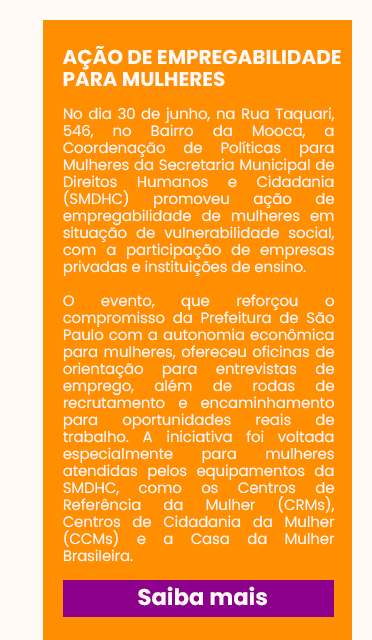 AÇÃO DE EMPREGABILIDADE
PARA MULHERES
No dia 30 de junho, na Rua Taquari,
546, no Bairro da Mooca, a
Coordenação de Políticas para
Mulheres da Secretaria Municipal de
Direitos Humanos e Cidadania
(SMDHC) promoveu ação de
empregabilidade de mulheres em
situação de vulnerabilidade social,
com a participação de empresas
privadas e instituições de ensino.
O evento, que reforçou o
compromisso da Prefeitura de São
Paulo com a autonomia econômica
para mulheres, ofereceu oficinas de
orientação para entrevistas de
emprego, além de rodas de
recrutamento e encaminhamento
para oportunidades reais de
trabalho. A iniciativa foi voltada
especialmente para mulheres
atendidas pelos equipamentos da
SMDHC, como os Centros de
Referência da Mulher (CRMs),
Centros de Cidadania da Mulher
(CCMs) e a Casa da Mulher
Brasileira.
Saiba mais